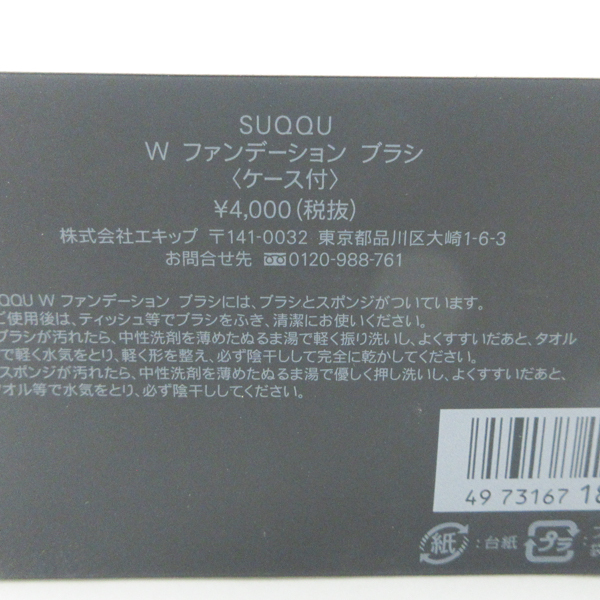 SUQQU
W ファンデーション ブラシ
〈ケース付〉
¥4,000(税抜)
株式会社エキップ 〒141-0032 東京都品川区大崎1-6-3
お問合せ先 0120-988-761
QQU W ファンデーション ブラシには、ブラシとスポンジがついています。
ご使用後は、ティッシュ等でブラシをふき、清潔にお使いください。
ブラシが汚れたら、中性洗剤を薄めたぬるま湯で軽く振り洗いし、よくすすいだあと、タオル
で軽く水気をとり、軽く形を整え、必ず陰干しして完全に乾かしてください。
スポンジが汚れたら、中性洗剤を薄めたぬるま湯で優しく押し洗いし、よくすすいだあと、
タオル等で水気をとり、必ず陰干ししてください。
49 73167 18
紙 :台紙 プラ :